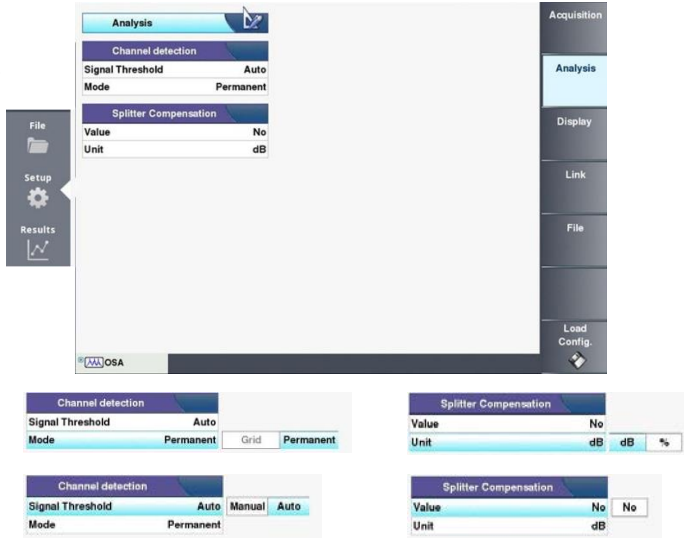 Analysis
Channel detection
Signal Threshold Auto
Mode Permanent
Splitter Compensation
Value No
Unit dB
File
Setup
Results
Acquisition
Analysis
Display
Link
File
Load
Config.
OSA
Channel detection
Signal Threshold Auto
Mode Permanent Grid Permanent
Splitter Compensation
Value No
Unit dB dB %
Channel detection
Signal Threshold Auto Manual Auto
Mode Permanent
Splitter Compensation
Value No No
Unit dB